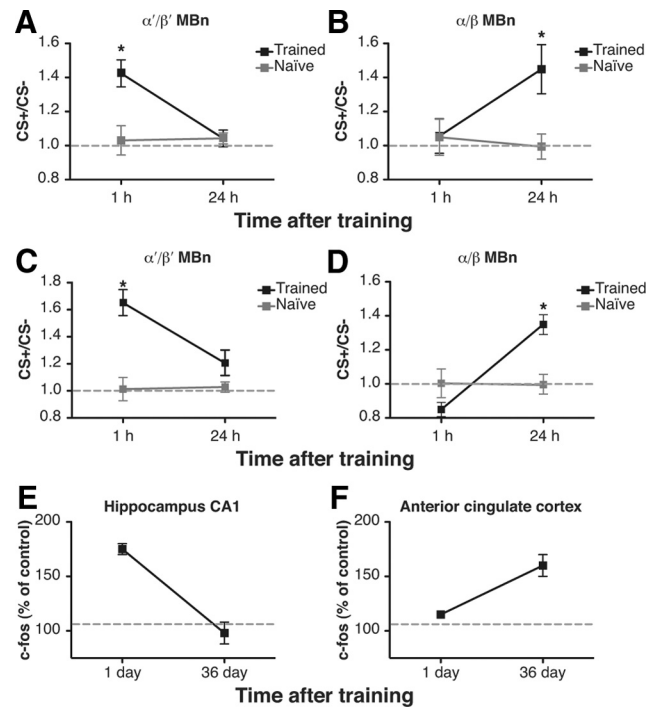 A
α′/β′ MBn
1.6
1.4
1.2
1.0
0.8
CS+/CS-
*
Trained
Naïve
1 h 24 h
B
α/β MBn
1.6
1.4
1.2
1.0
0.8
CS+/CS-
*
Trained
Naïve
1 h 24 h
Time after training
C
α′/β′ MBn
1.8
1.6
1.4
1.2
1.0
0.8
CS+/CS-
*
Trained
Naïve
1 h 24 h
D
α/β MBn
1.6
1.4
1.2
1.0
0.8
CS+/CS-
*
Trained
Naïve
1 h 24 h
Time after training
E
Hippocampus CA1
200
150
100
c-fos (% of control)
1 day 36 day
F
Anterior cingulate cortex
200
150
100
c-fos (% of control)
1 day 36 day
Time after training